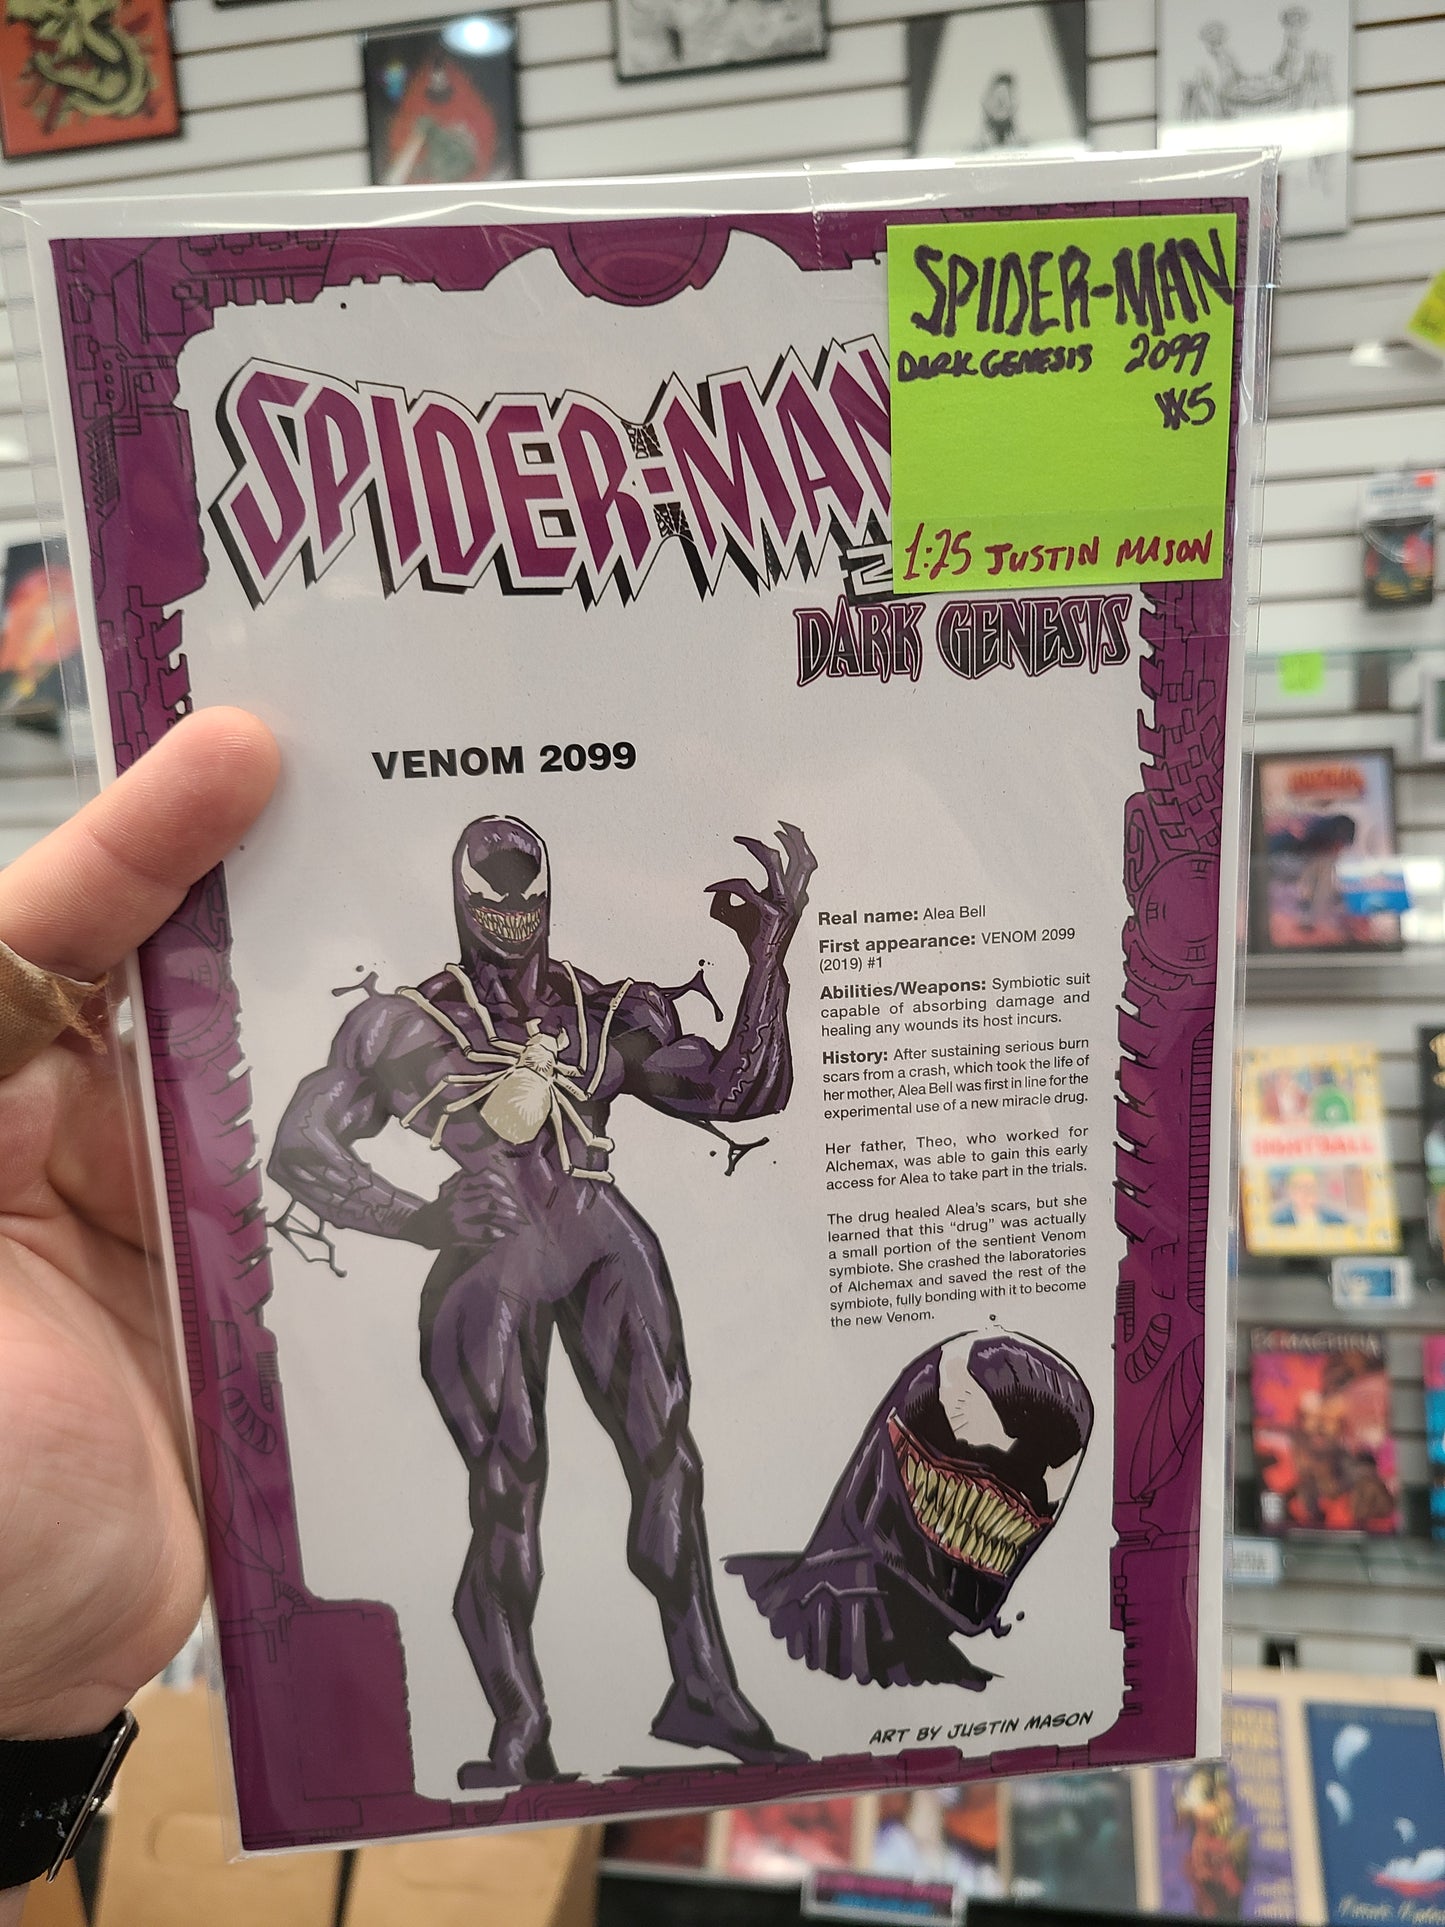 SPIDER-MAN
DARK GENESIS 2099
#5
1:25 JUSTIN MASON
SPIDER-MAN
DARK GENESIS
VENOM 2099
Real name: Alea Bell
First appearance: VENOM 2099
(2019) #1
Abilities/Weapons: Symbiotic suit
capable of absorbing damage and
healing any wounds its host incurs.
History: After sustaining serious burn
scars from a crash, which took the life of
her mother, Alea Bell was first in line for the
experimental use of a new miracle drug.
Her father, Theo, who worked for
Alchemax, was able to gain this early
access for Alea to take part in the trials.
The drug healed Alea's scars, but she
learned that this “drug” was actually
a small portion of the sentient Venom
symbiote. She crashed the laboratories
of Alchemax and saved the rest of the
symbiote, fully bonding with it to become
the new Venom.
ART BY JUSTIN MASON
EX MACHINA